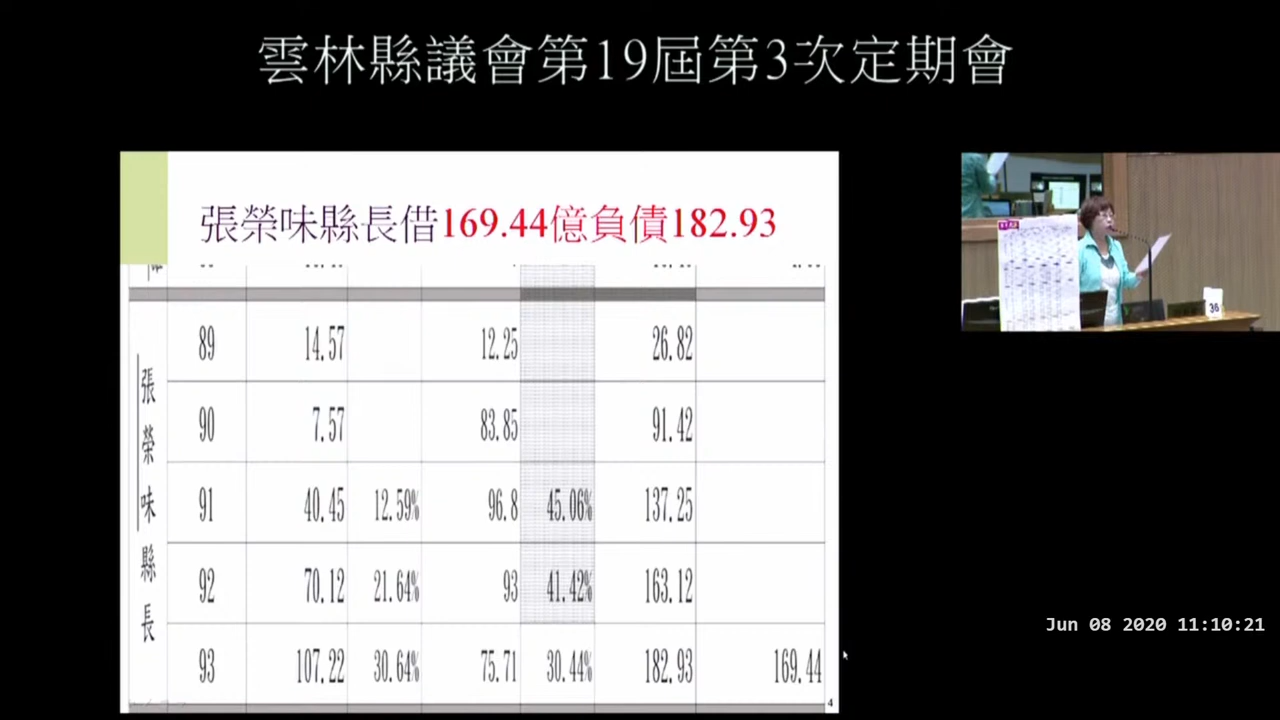 雲林縣議會第19屆第3次定期會
張榮味縣長借169.44億負債182.93
張榮味縣長
89 14.57 12.25 26.82
90 7.57 83.85 91.42
91 40.45 12.59% 96.8 45.06% 137.25
92 70.12 21.64% 93 41.42% 163.12
93 107.22 30.64% 75.71 30.44% 182.93 169.44
4
36
Jun 08 2020 11:10:21